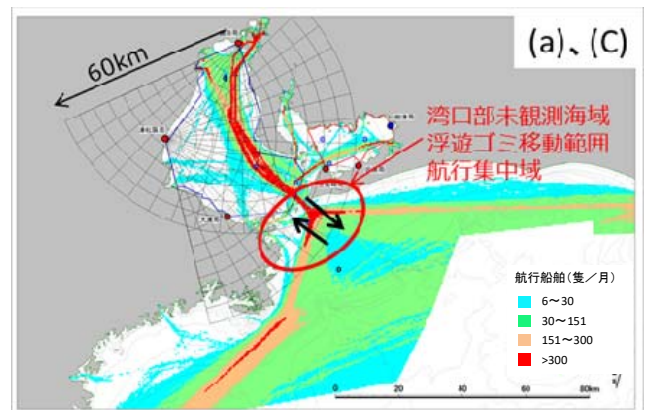 (a)、(C)
60km
湾口部未観測海域
浮遊ゴミ移動範囲
航行集中域
航行船舶(隻／月)
6～30
30～151
151～300
>300
0
20
40
60
80km